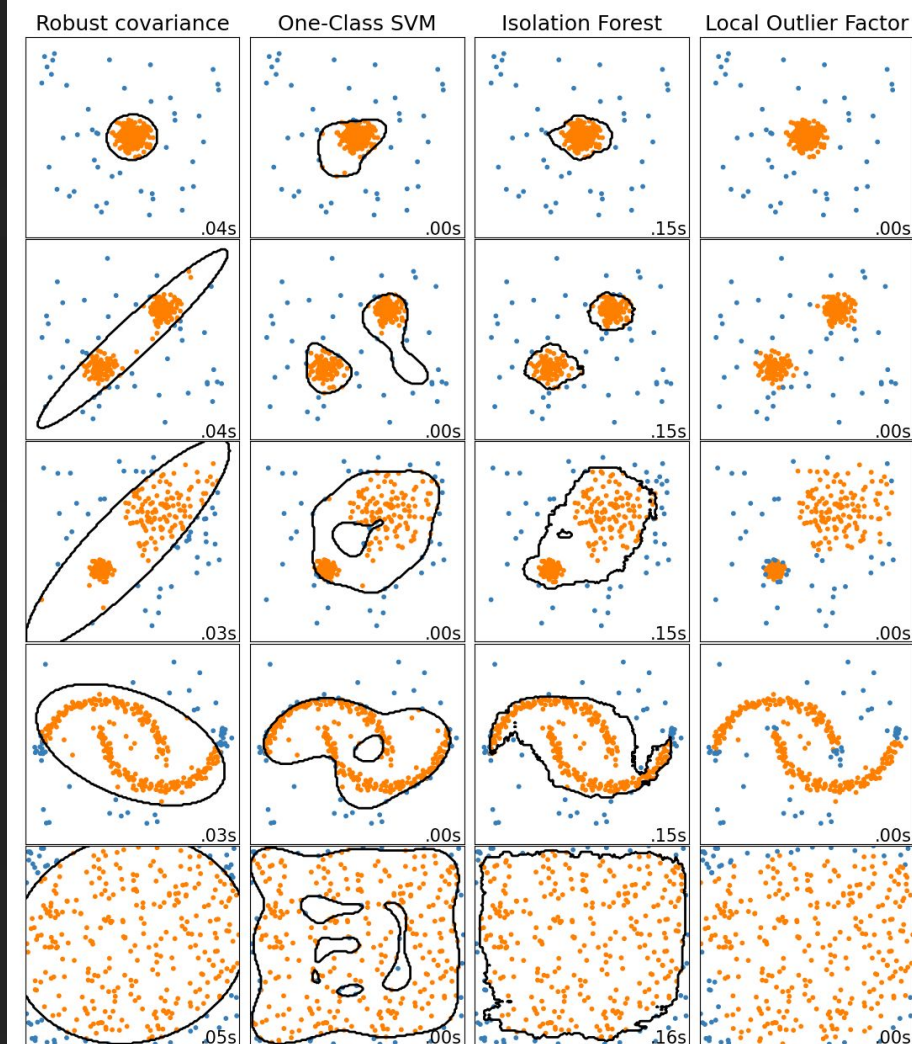 Robust covariance One-Class SVM Isolation Forest Local Outlier Factor
.04s .00s .15s .00s
.04s .00s .15s .00s
.03s .00s .15s .00s
.03s .00s .15s .00s
.05s .00s .16s .00s